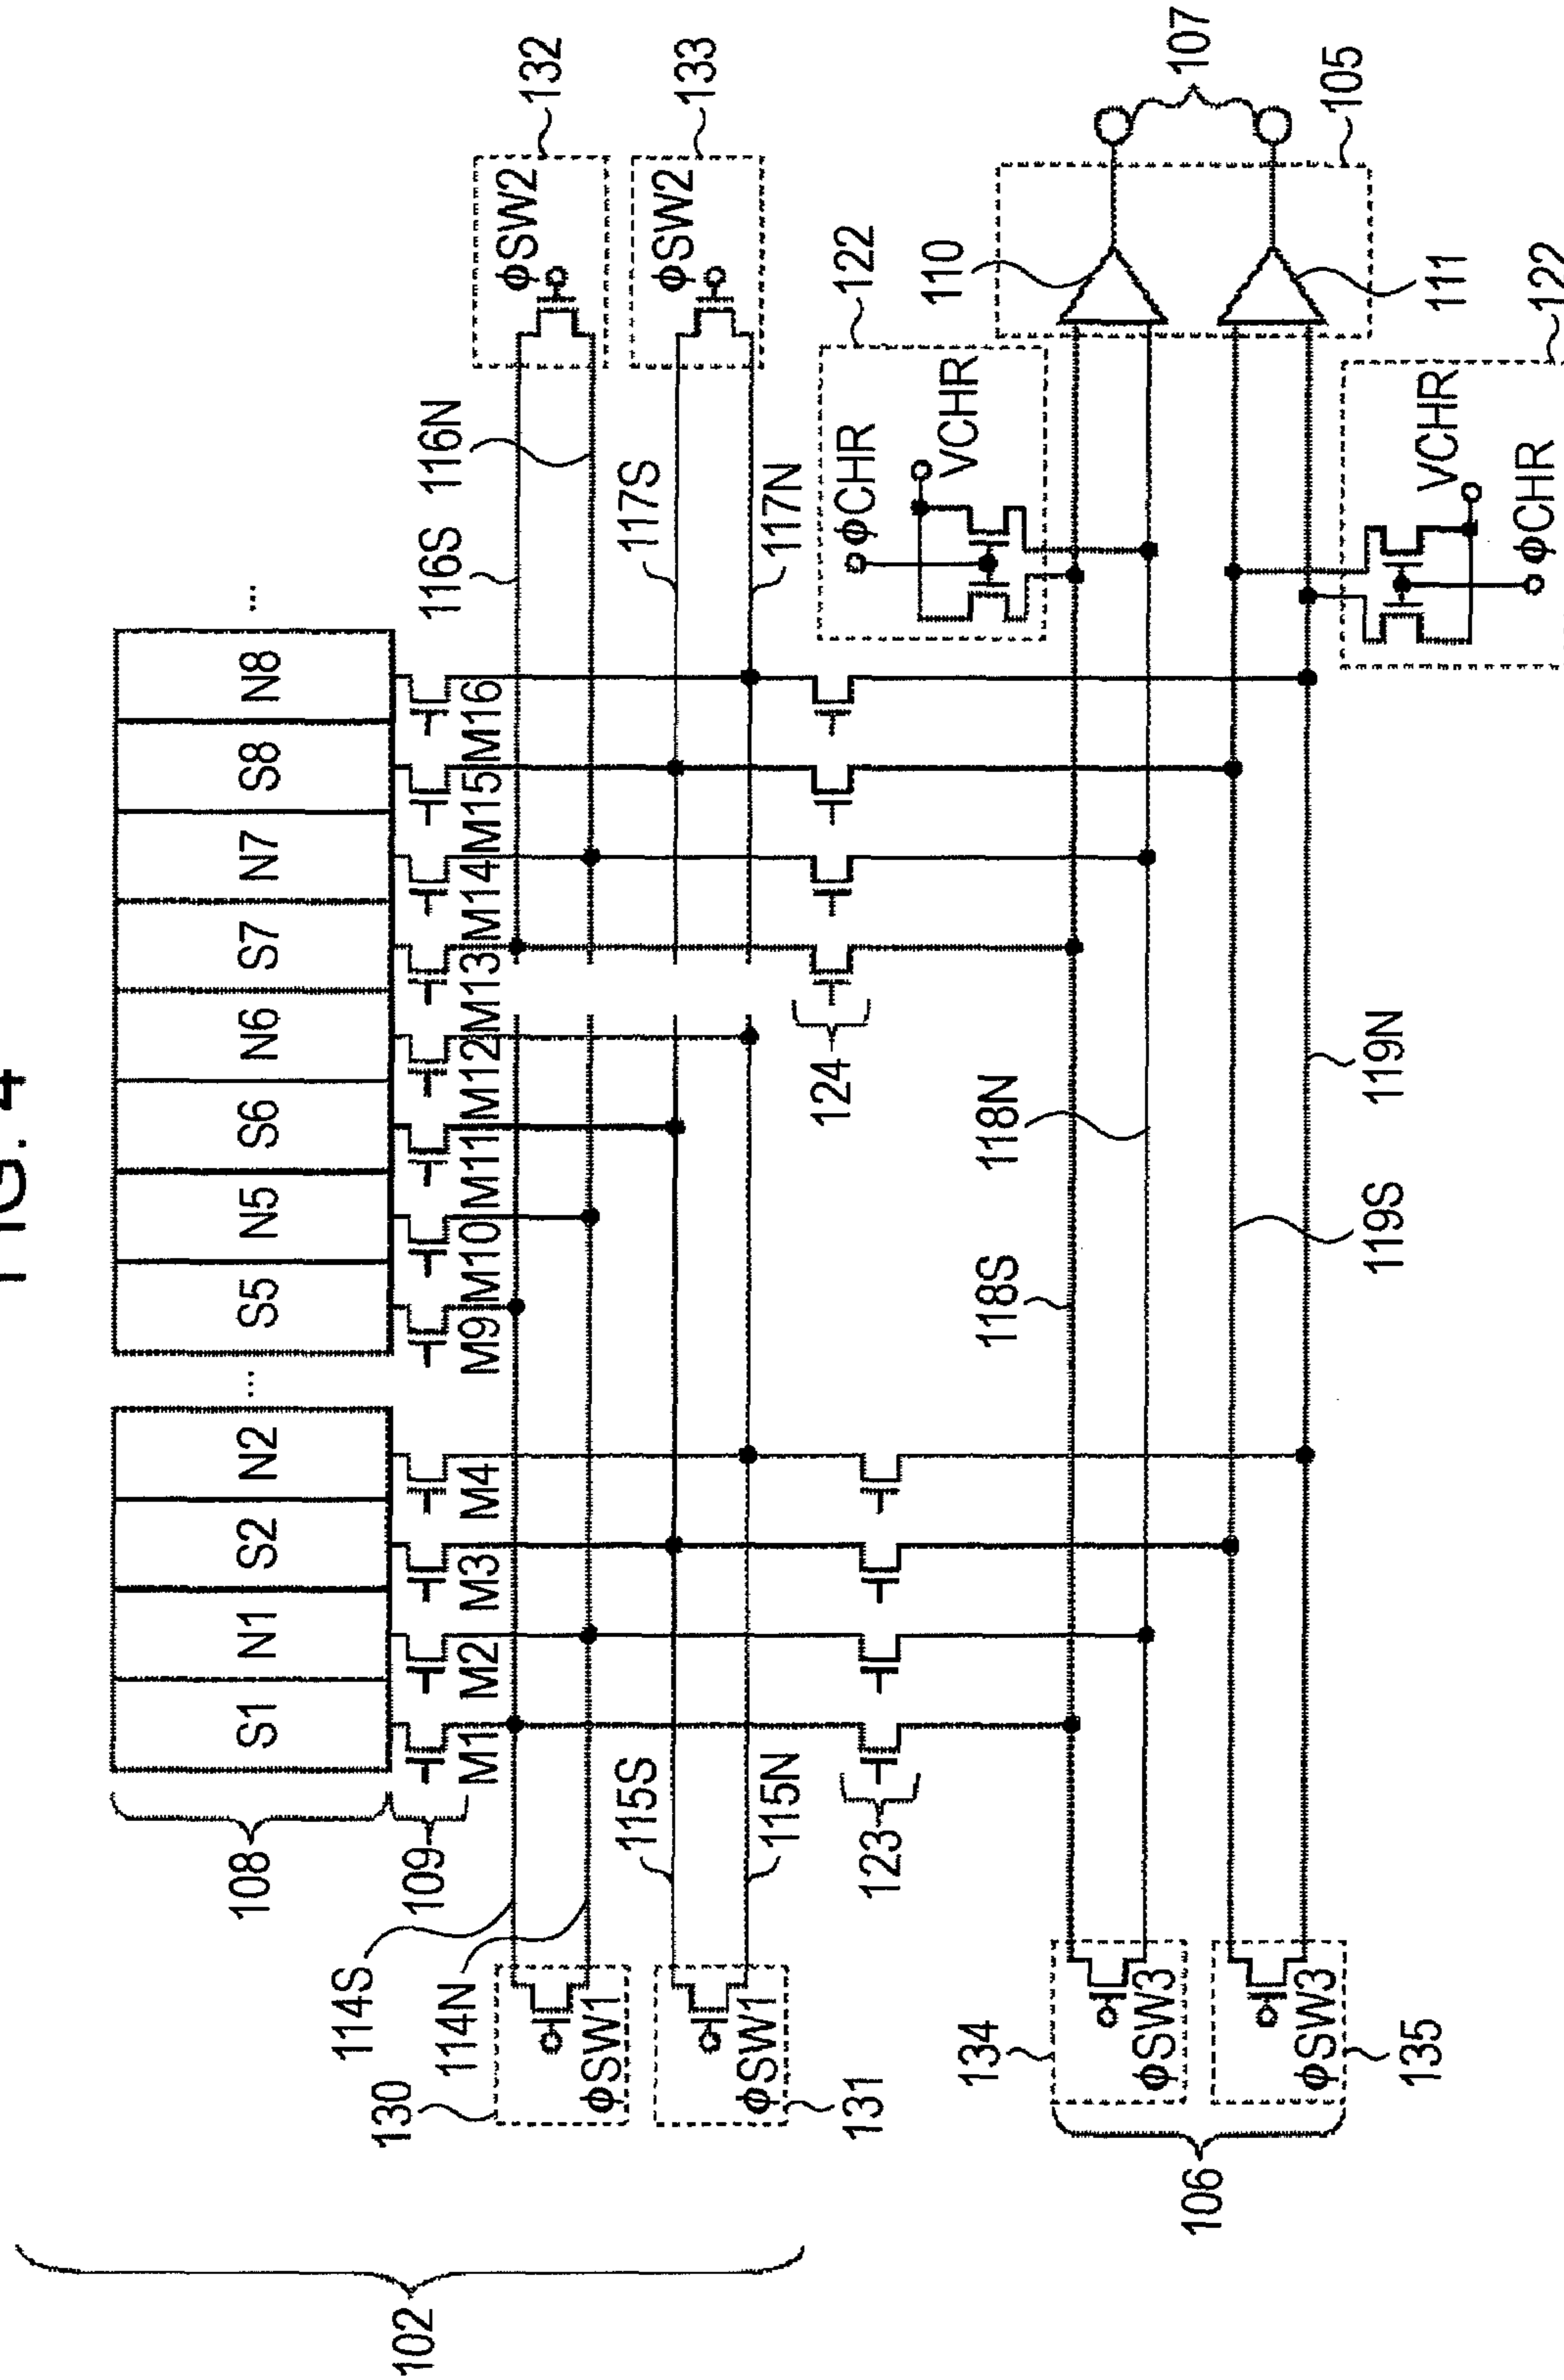 FIG. 4
102
108
109
S1 N1 S2 N2 ... S5 N5 S6 N6 S7 N7 S8 N8 ...
M1 M2 M3 M4 M9 M10 M11 M12 M13 M14 M15 M16
114S
114N
130
φSW1
115S
115N
φSW1
131
116S
116N
φSW2
132
117S
117N
φSW2
133
123
124
φCHR
VCHR
122
118S
118N
110
107
134
φSW3
106
φSW3
135
119S
119N
111
105
VCHR
φCHR
122